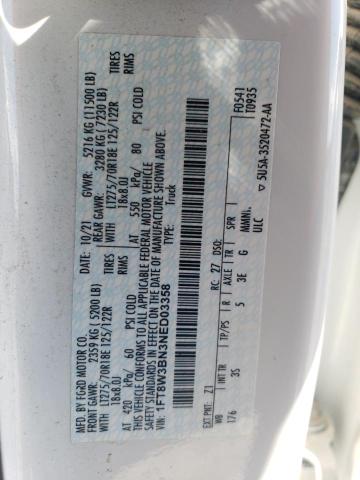 MFD. BY FORD MOTOR CO.
DATE: 10/21 GVWR: 5216 KG (11500 LB)
FRONT GAWR: 2359 KG (5200 LB) REAR GAWR: 3280 KG (7230 LB)
WITH LT275/70R18E 125/122R TIRES WITH LT275/70R18E 125/122R TIRES
18x8.0J RIMS 18x8.0J RIMS
AT 420 kPa/ 60 PSI COLD AT 550 kPa/ 80 PSI COLD
THIS VEHICLE CONFORMS TO ALL APPLICABLE FEDERAL MOTOR VEHICLE
SAFETY STANDARDS IN EFFECT ON THE DATE OF MANUFACTURE SHOWN ABOVE.
VIN: 1FT8W3BN3NED03358
TYPE: Truck
F0541
T0935
EXT PNT: Z1 RC: 27 DSO:
WB INT TR TP/PS R AXLE TR SPR
176 3S 5 3E G MMNL
ULC
5U5A-3520472-AA